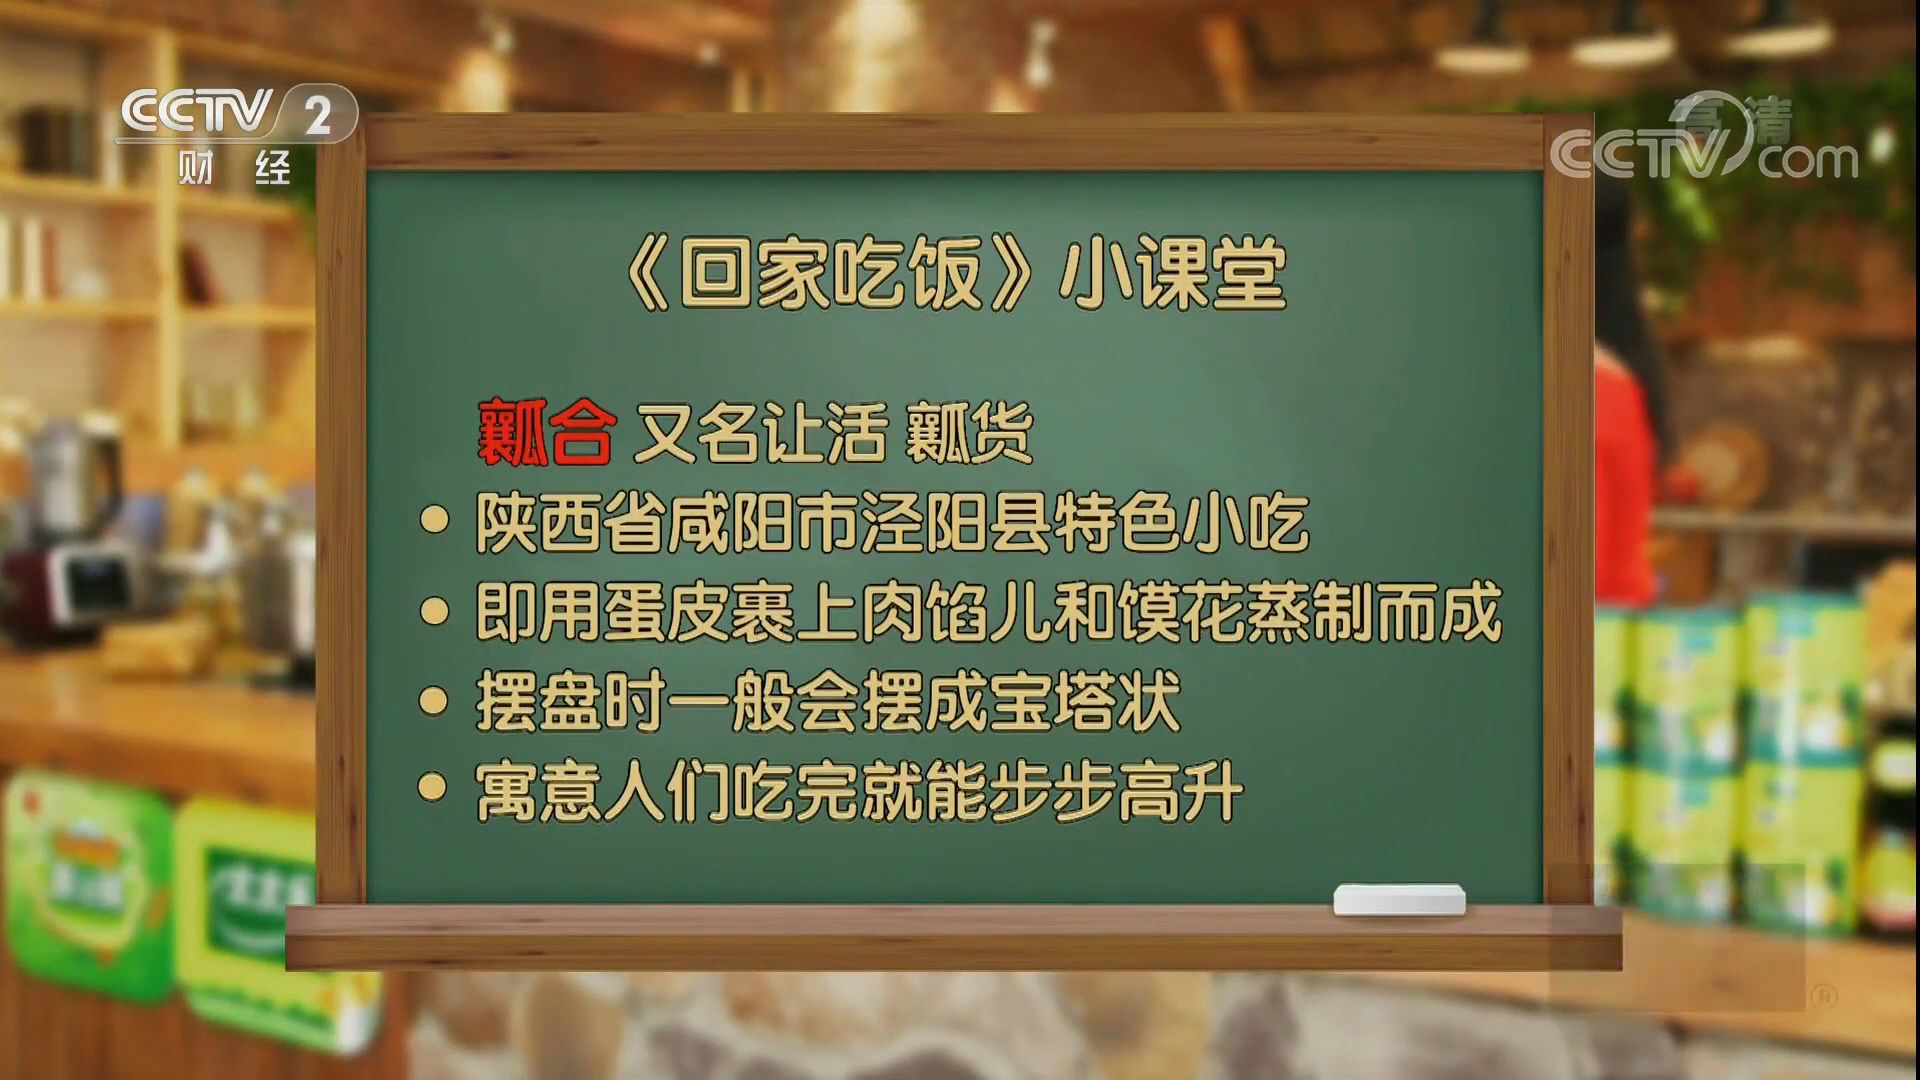 CCTV 2
财 经
高清
CCTV.com
《回家吃饭》小课堂
瓤合 又名让活 瓤货
陕西省咸阳市泾阳县特色小吃
即用蛋皮裹上肉馅儿和馍花蒸制而成
摆盘时一般会摆成宝塔状
寓意人们吃完就能步步高升
®